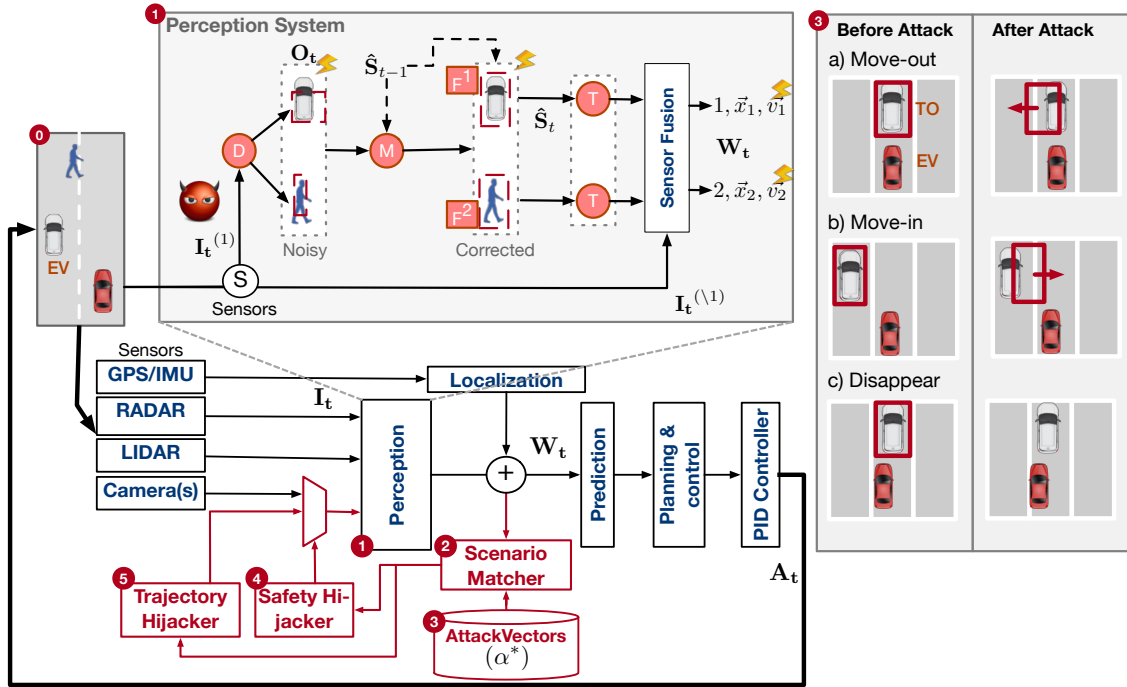 1
Perception System
O_t
Ŝ_{t−1}
F^1
Ŝ_t
D
M
T
T
F^2
Noisy
Corrected
Sensor Fusion
1, x⃗_1, v⃗_1
W_t
2, x⃗_2, v⃗_2
I_t^{(1)}
S
Sensors
I_t^{(\1)}
0
EV
3
Before Attack
After Attack
a) Move-out
TO
EV
b) Move-in
c) Disappear
Sensors
GPS/IMU
RADAR
LIDAR
Camera(s)
I_t
Localization
Perception
1
+
W_t
Prediction
Planning &
control
PID Controller
A_t
2
Scenario
Matcher
3
AttackVectors
(α*)
4
Safety Hi-
jacker
5
Trajectory
Hijacker